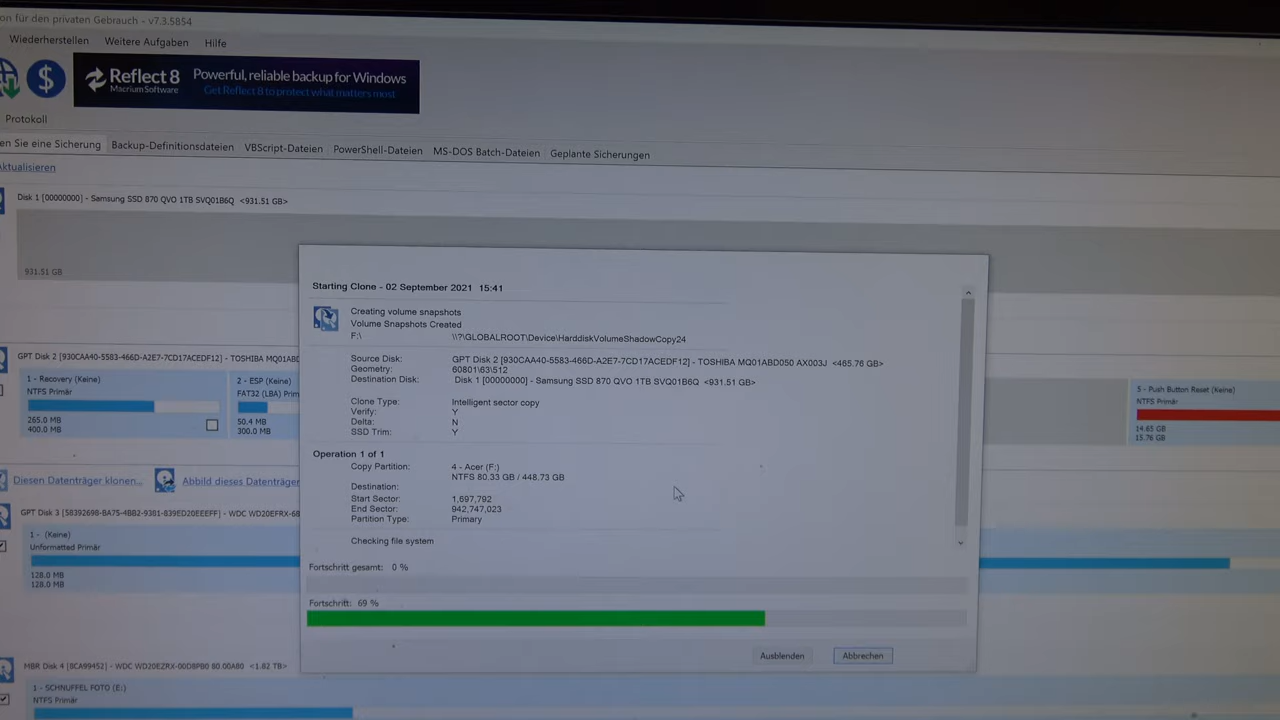 on für den privaten Gebrauch - v7.3.5854
Wiederherstellen Weitere Aufgaben Hilfe
Reflect 8
Macrium Software
Powerful, reliable backup for Windows
Get Reflect 8 to protect what matters most
Protokoll
en Sie eine Sicherung Backup-Definitionsdateien VBScript-Dateien PowerShell-Dateien MS-DOS Batch-Dateien Geplante Sicherungen
Aktualisieren
Disk 1 [00000000] - Samsung SSD 870 QVO 1TB SVQ01B6Q <931.51 GB>
931.51 GB
Starting Clone - 02 September 2021 15:41
Creating volume snapshots
Volume Snapshots Created
F:\ \\?\GLOBALROOT\Device\HarddiskVolumeShadowCopy24
Source Disk: GPT Disk 2 [930CAA40-5583-466D-A2E7-7CD17ACEDF12] - TOSHIBA MQ01ABD050 AX003J <465.76 GB>
Geometry: 60801\63\512
Destination Disk: Disk 1 [00000000] - Samsung SSD 870 QVO 1TB SVQ01B6Q <931.51 GB>
Clone Type: Intelligent sector copy
Verify: Y
Delta: N
SSD Trim: Y
Operation 1 of 1
Copy Partition: 4 - Acer (F:)
NTFS 80.33 GB / 448.73 GB
Destination:
Start Sector: 1,697,792
End Sector: 942,747,023
Partition Type: Primary
Checking file system
Fortschritt gesamt: 0 %
Fortschritt: 69 %
Ausblenden Abbrechen
GPT Disk 2 [930CAA40-5583-466D-A2E7-7CD17ACEDF12] - TOSHIBA MQ01AB
1 - Recovery (Keine)
NTFS Primär
265.0 MB
400.0 MB
2 - ESP (Keine)
FAT32 (LBA) Prim
50.4 MB
300.0 MB
5 - Push Button Reset (Keine)
NTFS Primär
14.65 GB
15.76 GB
Diesen Datenträger klonen... Abbild dieses Datenträger
GPT Disk 3 [58392698-BA75-4BB2-9381-839ED20EEEFF] - WDC WD20EFRX-68
1 - (Keine)
Unformatted Primär
128.0 MB
128.0 MB
MBR Disk 4 [8CA99452] - WDC WD20EZRX-00D8PB0 80.00A80 <1.82 TB>
1 - SCHNUFFEL FOTO (E:)
NTFS Primär